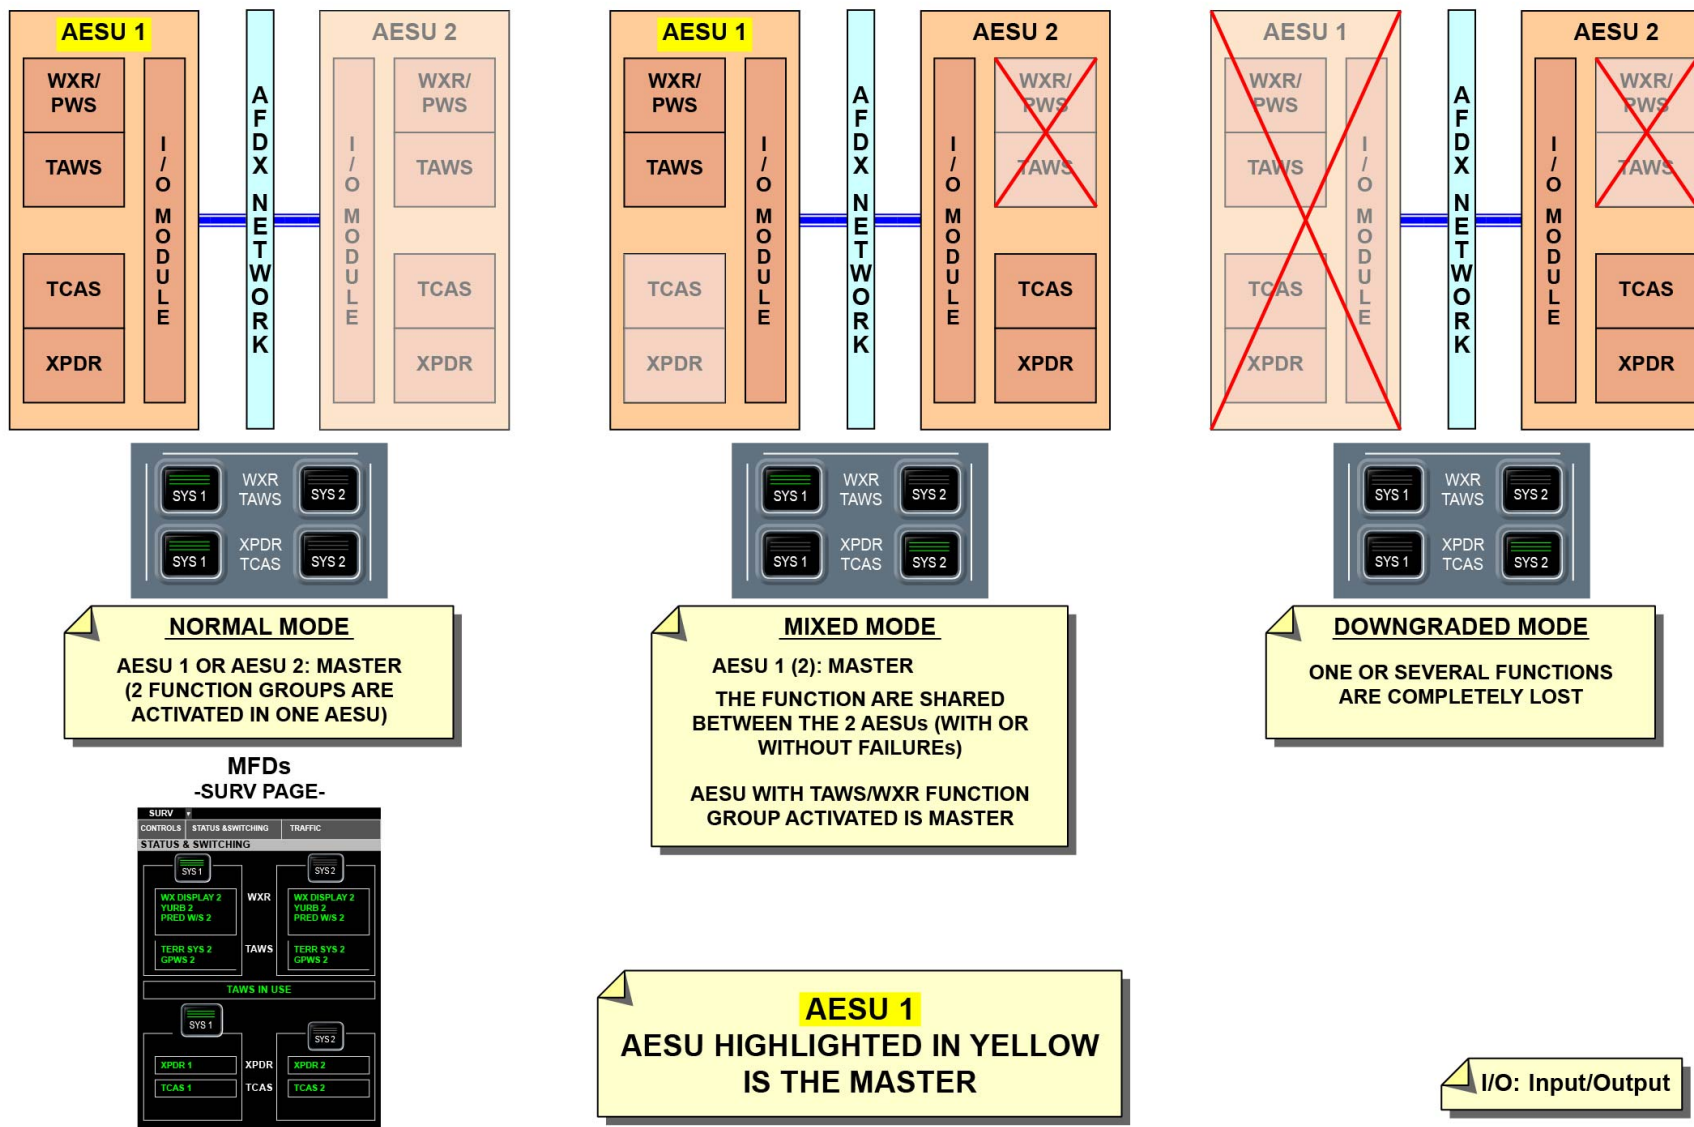 AESU 1
WXR/
PWS
TAWS
TCAS
XPDR
I/O MODULE
AFDX NETWORK
AESU 2
I/O MODULE
WXR/
PWS
TAWS
TCAS
XPDR
SYS 1
WXR
TAWS
SYS 2
SYS 1
XPDR
TCAS
SYS 2
NORMAL MODE
AESU 1 OR AESU 2: MASTER
(2 FUNCTION GROUPS ARE
ACTIVATED IN ONE AESU)
MFDs
-SURV PAGE-
SURV
CONTROLS STATUS &SWITCHING TRAFFIC
STATUS & SWITCHING
SYS 1 SYS 2
WX DISPLAY 2 WXR WX DISPLAY 2
YURB 2 YURB 2
PRED W/S 2 PRED W/S 2
TERR SYS 2 TAWS TERR SYS 2
GPWS 2 GPWS 2
TAWS IN USE
SYS 1 SYS 2
XPDR 1 XPDR XPDR 2
TCAS 1 TCAS TCAS 2
AESU 1
WXR/
PWS
TAWS
TCAS
XPDR
I/O MODULE
AFDX NETWORK
AESU 2
I/O MODULE
WXR/
PWS
TAWS
TCAS
XPDR
SYS 1
WXR
TAWS
SYS 2
SYS 1
XPDR
TCAS
SYS 2
MIXED MODE
AESU 1 (2): MASTER
THE FUNCTION ARE SHARED
BETWEEN THE 2 AESUs (WITH OR
WITHOUT FAILUREs)
AESU WITH TAWS/WXR FUNCTION
GROUP ACTIVATED IS MASTER
AESU 1
AESU HIGHLIGHTED IN YELLOW
IS THE MASTER
AESU 1
WXR/
PWS
TAWS
TCAS
XPDR
I/O MODULE
AFDX NETWORK
AESU 2
I/O MODULE
WXR/
PWS
TAWS
TCAS
XPDR
SYS 1
WXR
TAWS
SYS 2
SYS 1
XPDR
TCAS
SYS 2
DOWNGRADED MODE
ONE OR SEVERAL FUNCTIONS
ARE COMPLETELY LOST
I/O: Input/Output